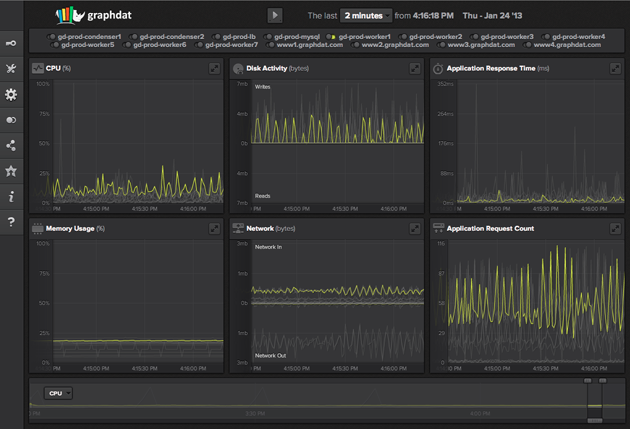 graphdat
The last 2 minutes from 4:16:18 PM Thu - Jan 24 '13
gd-prod-condenser1 gd-prod-condenser2 gd-prod-lb gd-prod-mysql gd-prod-worker1 gd-prod-worker2 gd-prod-worker3 gd-prod-worker4
gd-prod-worker5 gd-prod-worker6 gd-prod-worker7 www1.graphdat.com www2.graphdat.com www3.graphdat.com www4.graphdat.com
CPU (%)
100%
75%
50%
25%
0%
PM 4:15:00 PM 4:15:30 PM 4:16:00 PM
Disk Activity (bytes)
7mb
Writes
4mb
0b
4mb
Reads
7mb
PM 4:15:00 PM 4:15:30 PM 4:16:00 PM
Application Response Time (ms)
352ms
264ms
176ms
88ms
0ms
M 4:15:00 PM 4:15:30 PM 4:16:00 PM
Memory Usage (%)
100%
75%
50%
25%
0%
PM 4:15:00 PM 4:15:30 PM 4:16:00 PM
Network (bytes)
3mb
Network In
1mb
0b
1mb
Network Out
3mb
PM 4:15:00 PM 4:15:30 PM 4:16:00 PM
Application Request Count
116
87
58
29
0
PM 4:15:00 PM 4:15:30 PM 4:16:00 PM
CPU
PM 3:30 PM 4:00 PM